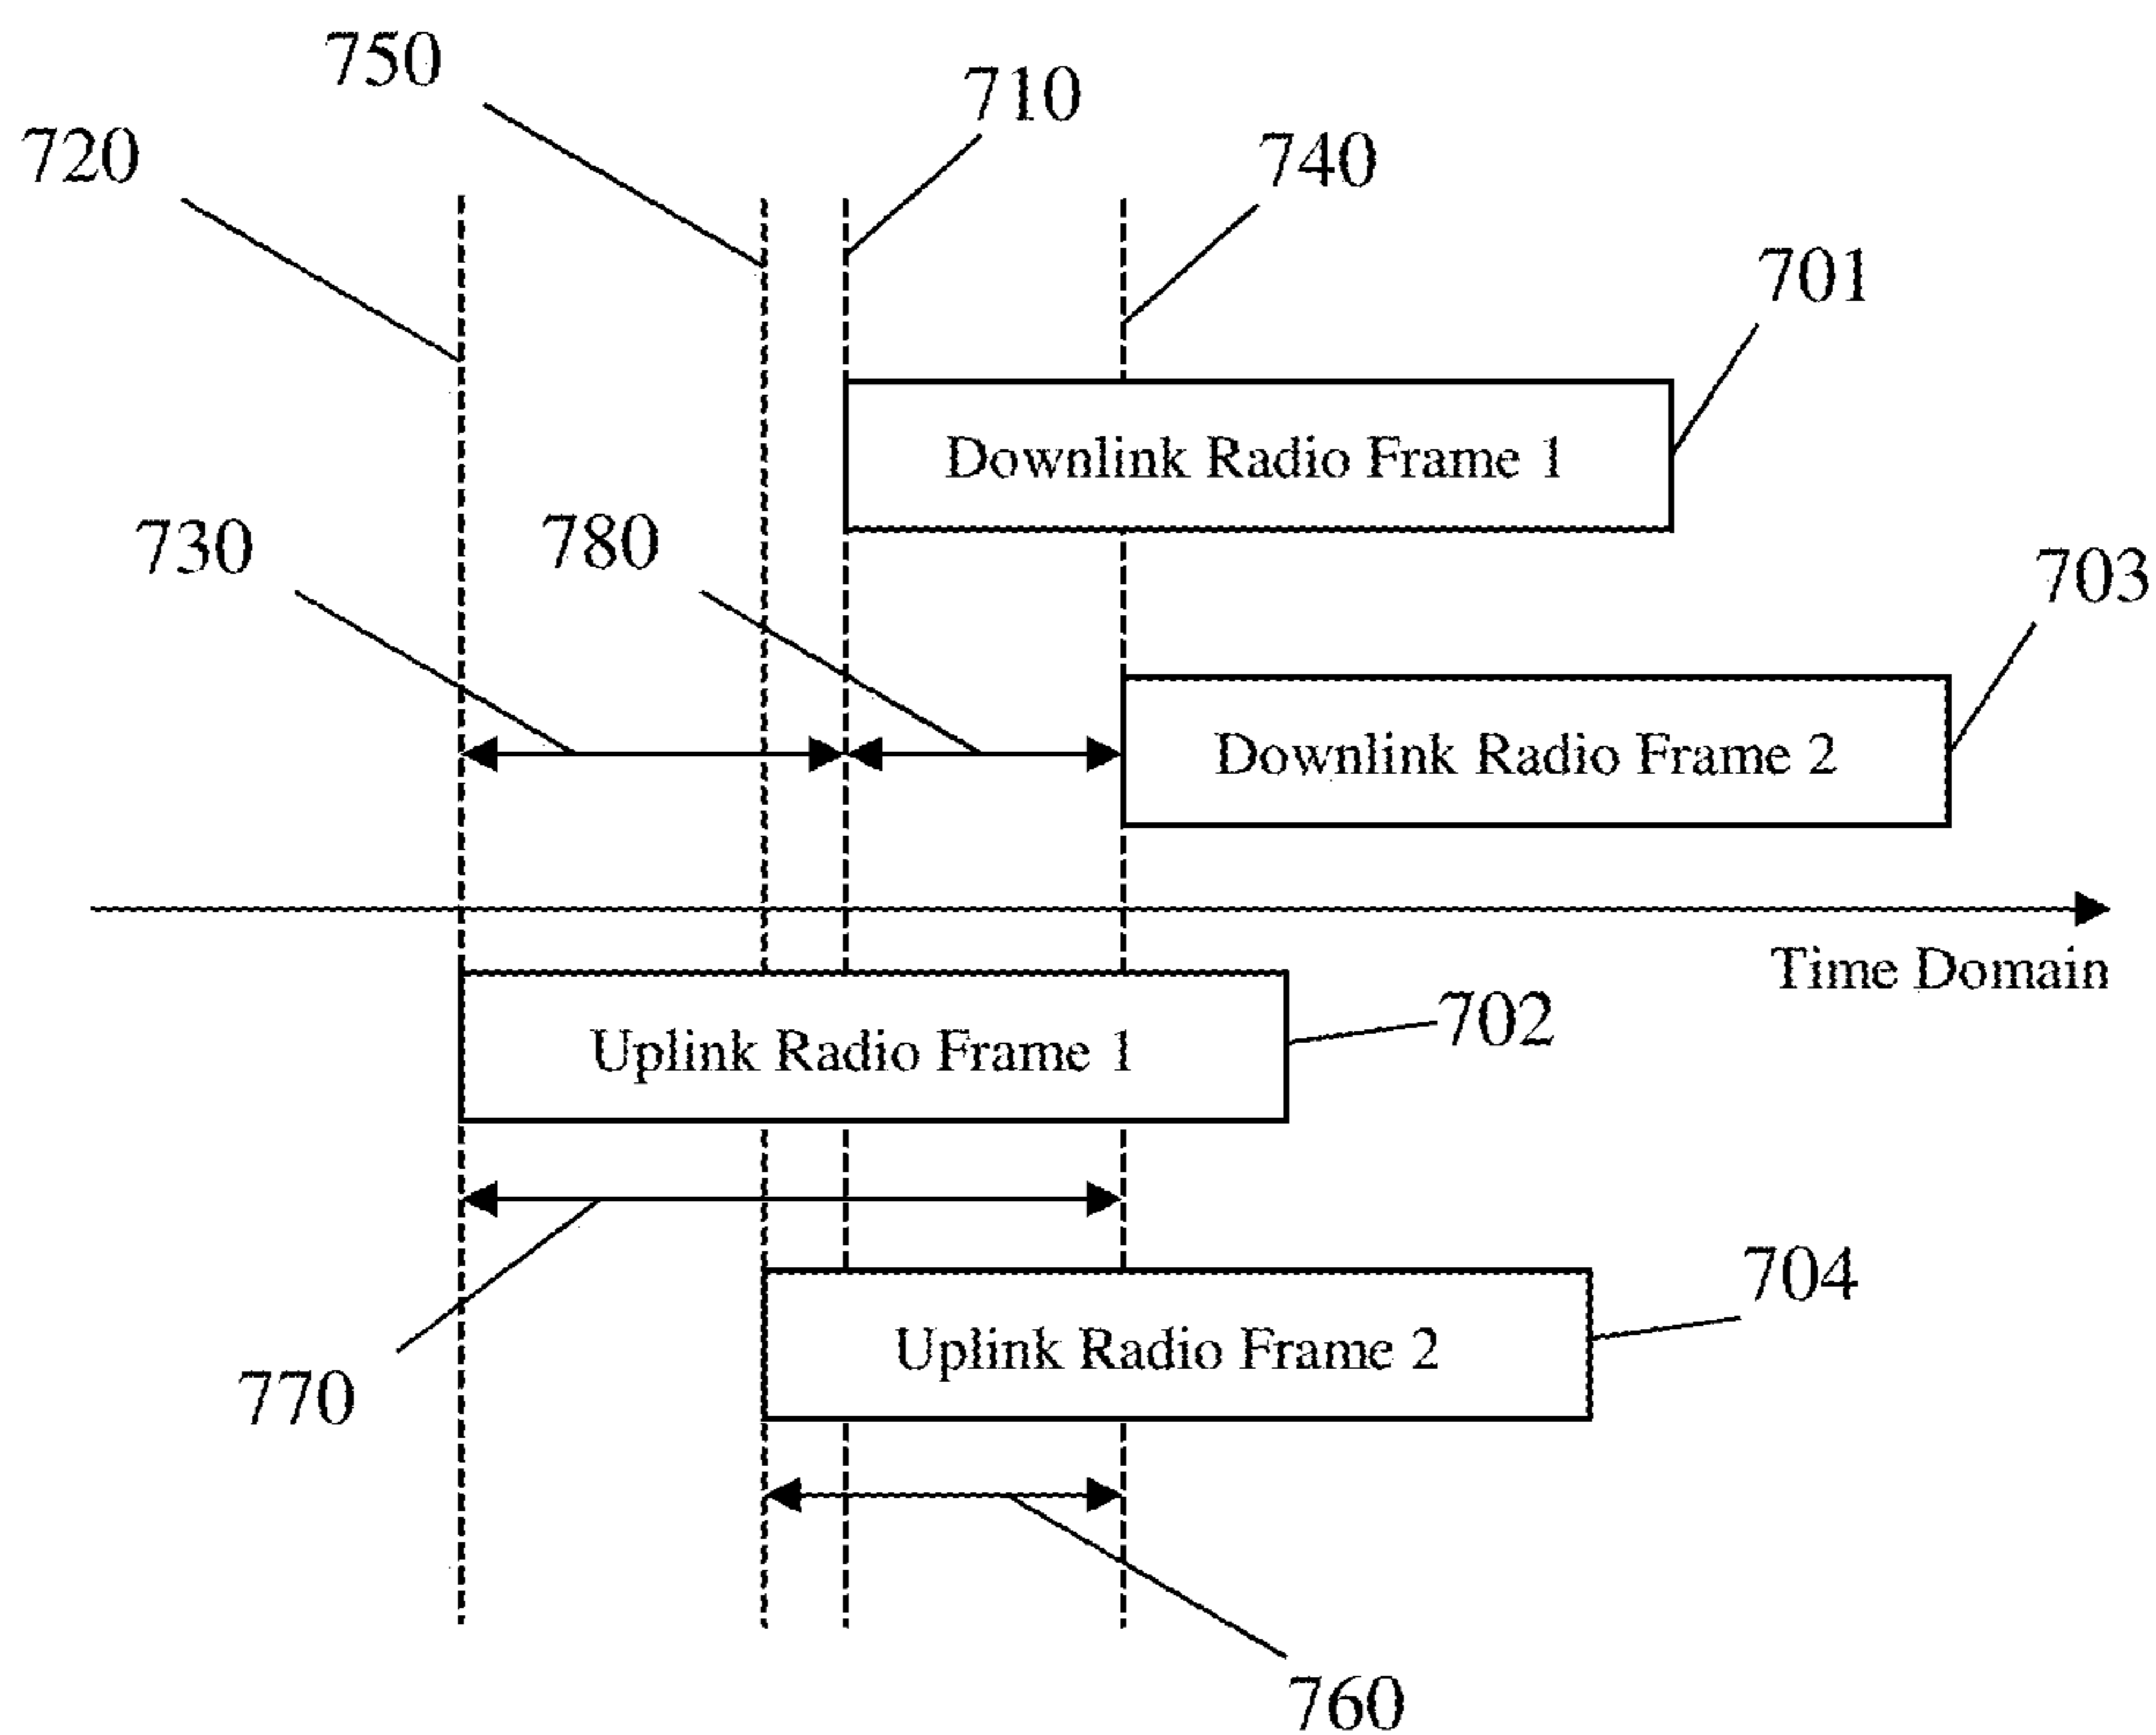 750
710
720
740
701
Downlink Radio Frame 1
730
780
703
Downlink Radio Frame 2
Time Domain
702
Uplink Radio Frame 1
704
770
Uplink Radio Frame 2
760